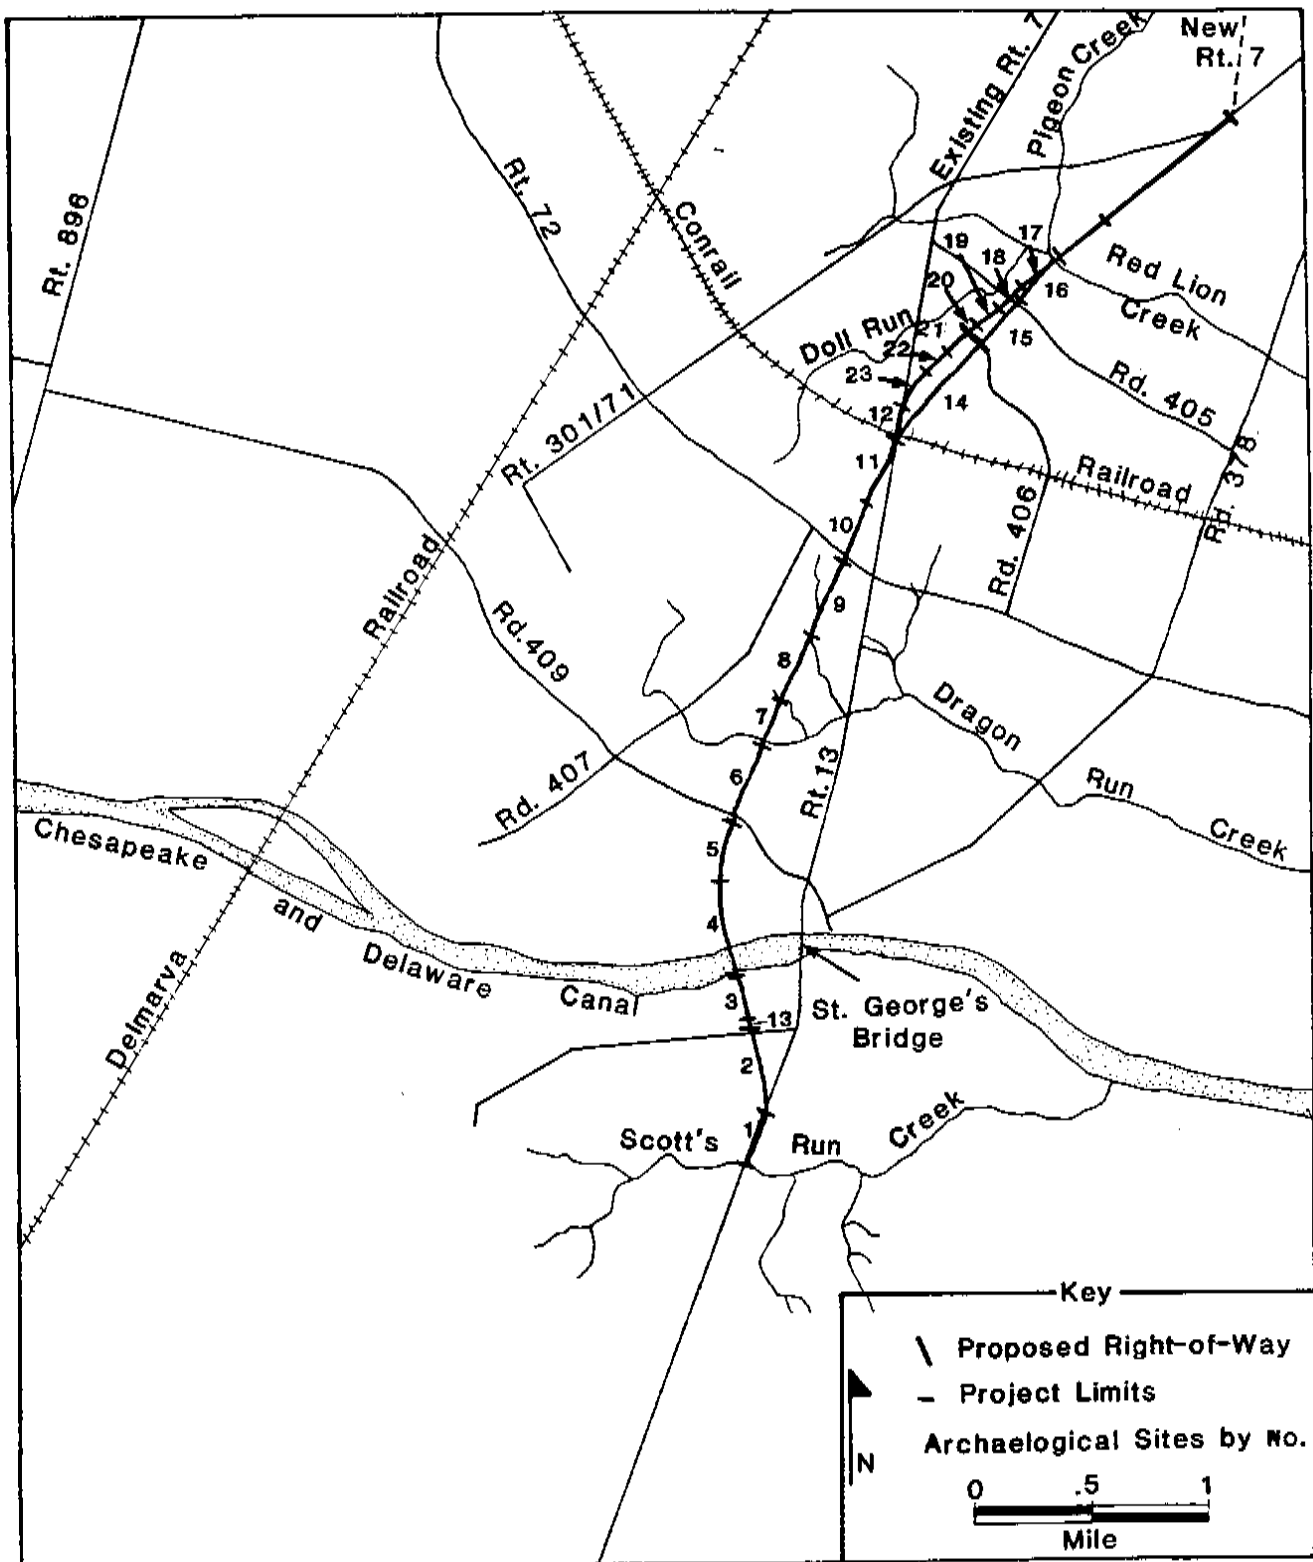 New
Rt. 7
Existing Rt. 7
Pigeon Creek
Rt. 896
Rt. 72
Conrail
Red Lion
Creek
17
19
18
20
16
15
Doll Run
21
22
23
14
12
11
Rd. 405
Rt. 301/71
Railroad
Rd. 378
Rd. 406
10
9
8
7
6
5
4
3
13
2
1
Railroad
Rd. 409
Rd. 407
Dragon
Run
Creek
Rt. 13
Chesapeake
and
Delaware
Canal
Delmarva
St. George's
Bridge
Scott's
Run
Creek
Key
Proposed Right-of-Way
Project Limits
Archaelogical Sites by No.
N
0 .5 1
Mile